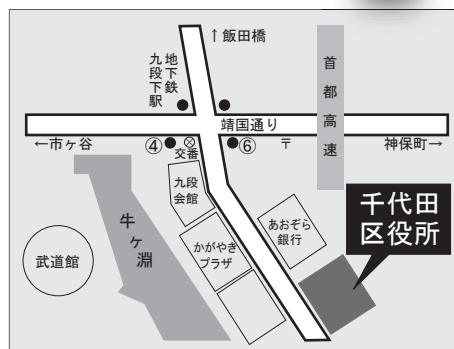 ↑飯田橋
地下鉄
九段下駅
首都高速
靖国通り
←市ヶ谷
④
交番
⑥
〒
神保町→
九段
会館
千代田
区役所
あおぞら
銀行
牛ヶ淵
かがやき
プラザ
武道館